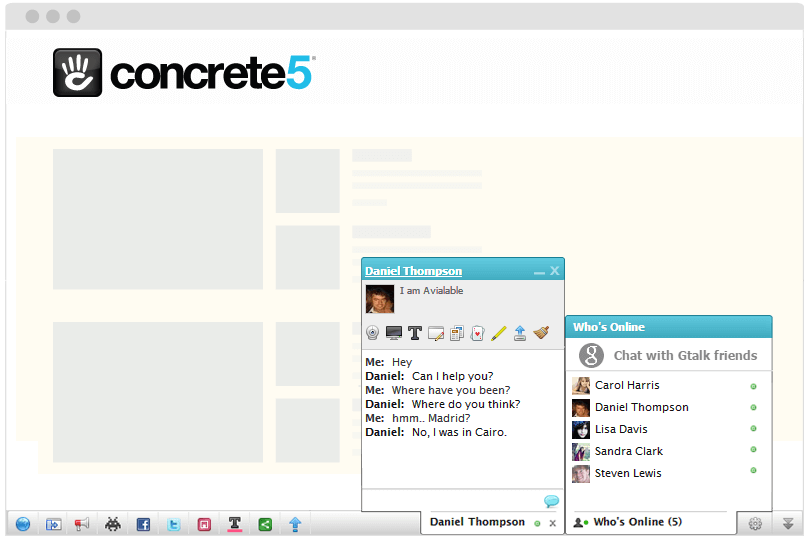 concrete5®
Daniel Thompson
I am Avialable
Me: Hey
Daniel: Can I help you?
Me: Where have you been?
Daniel: Where do you think?
Me: hmm.. Madrid?
Daniel: No, I was in Cairo.
Who's Online
g Chat with Gtalk friends
Carol Harris
Daniel Thompson
Lisa Davis
Sandra Clark
Steven Lewis
Daniel Thompson x
Who's Online (5)